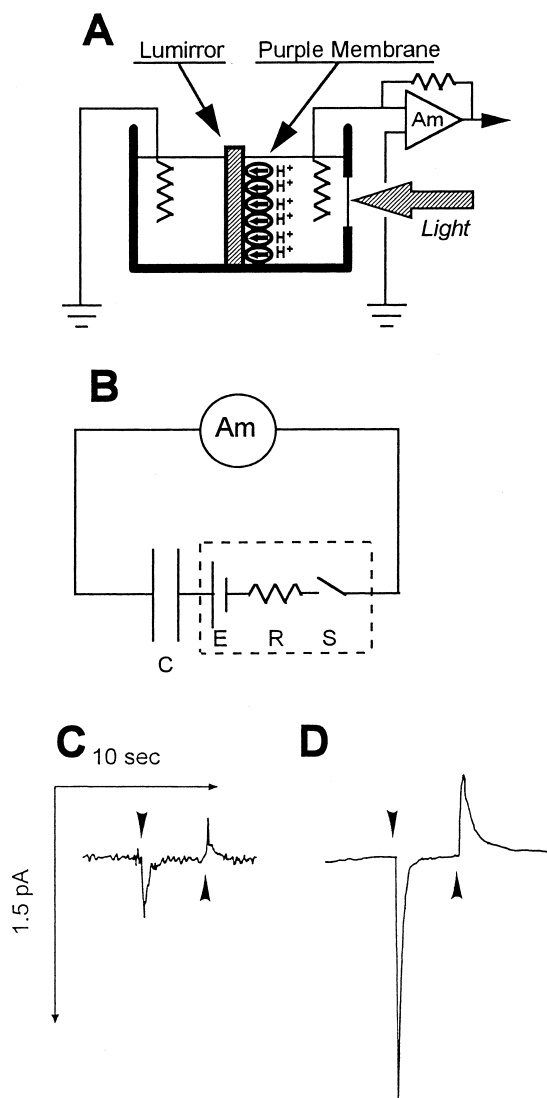 A
Lumirror Purple Membrane
Am
H+
H+
H+
H+
H+
H+
Light
B
Am
E R S
C
C D
10 sec
1.5 pA